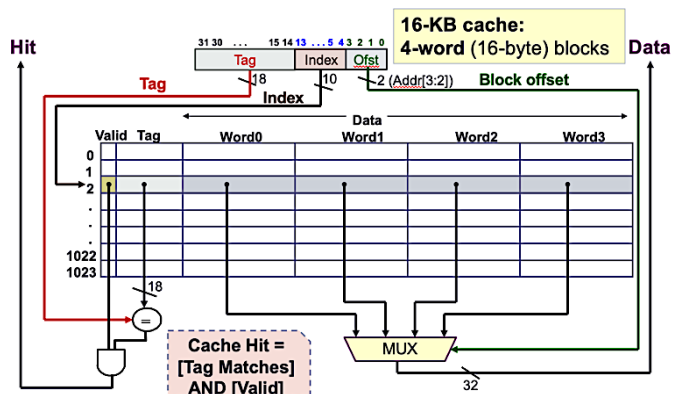 Hit
16-KB cache:
4-word (16-byte) blocks
Data
31 30 . . . 15 14 13 . . . 5 4 3 2 1 0
Tag Index Ofst
18 10 2 (Addr[3:2])
Tag
Index
Block offset
Data
Valid Tag Word0 Word1 Word2 Word3
0
1
2
.
.
.
1022
1023
18
=
Cache Hit =
[Tag Matches]
AND [Valid]
MUX
32